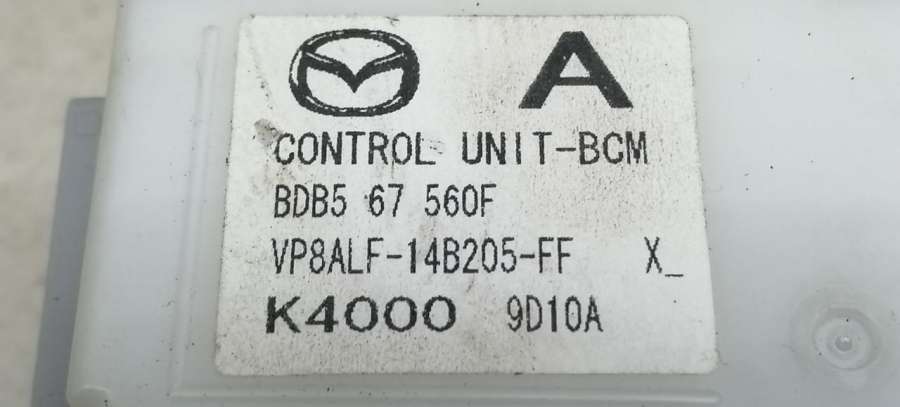 A
CONTROL UNIT-BCM
BDB5 67 560F
VP8ALF-14B205-FF X_
K4000 9D10A